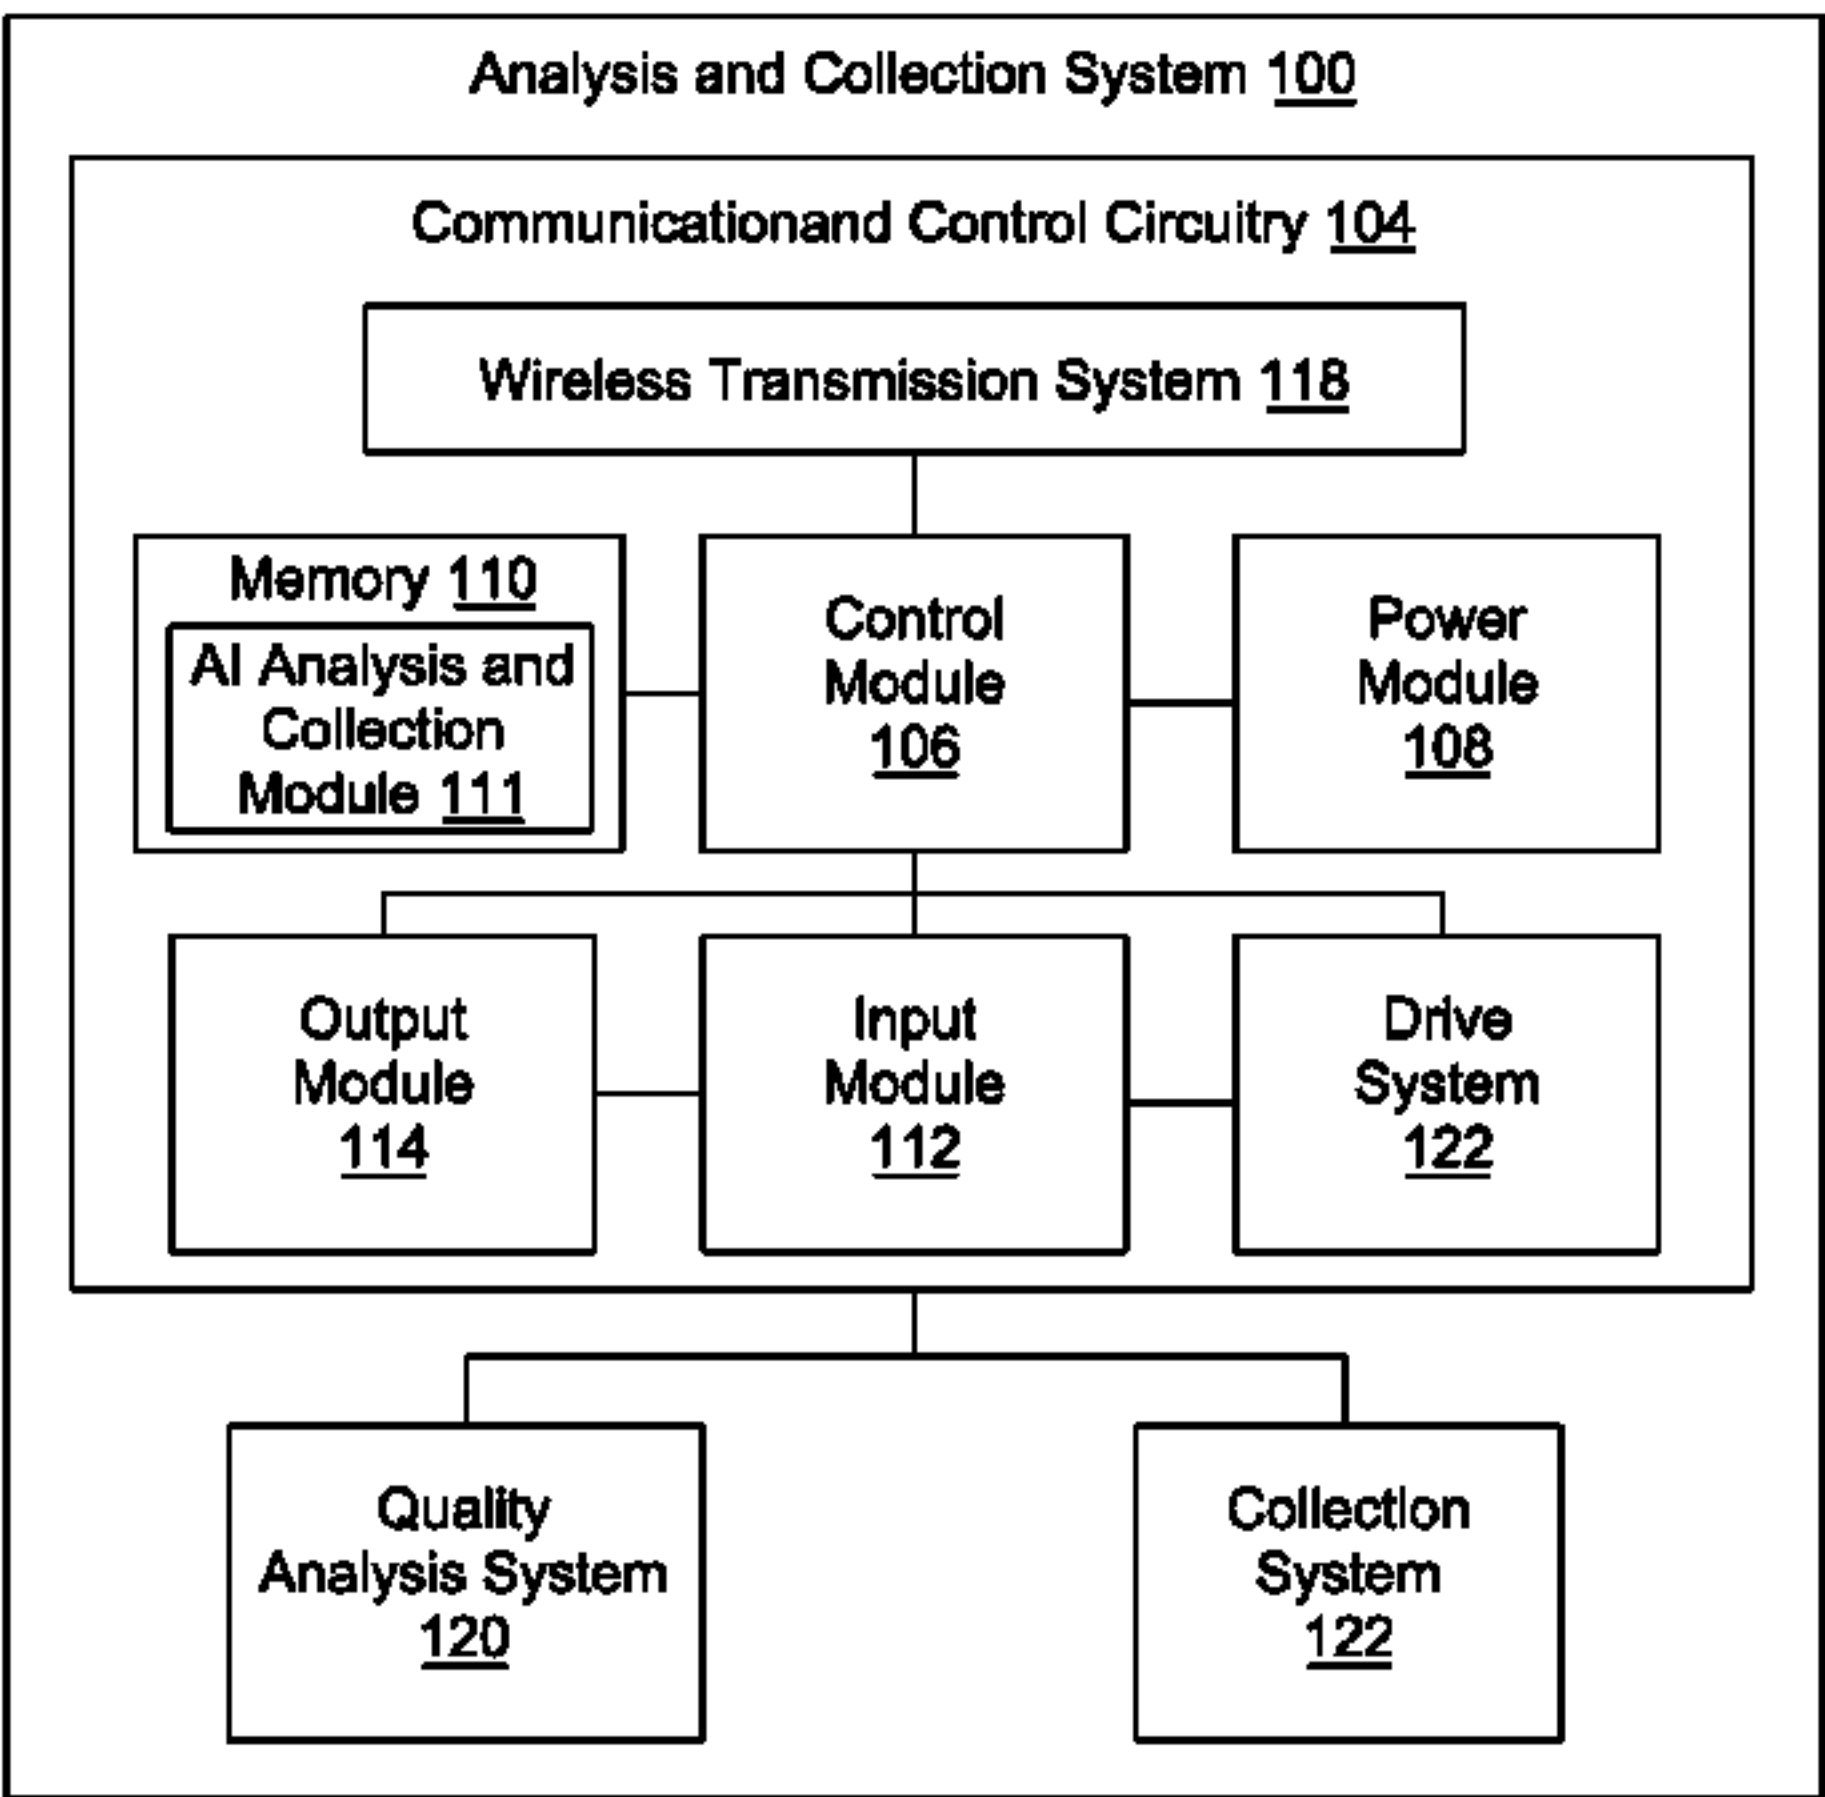 Analysis and Collection System 100
Communicationand Control Circuitry 104
Wireless Transmission System 118
Memory 110
AI Analysis and
Collection
Module 111
Control
Module
106
Power
Module
108
Output
Module
114
Input
Module
112
Drive
System
122
Quality
Analysis System
120
Collection
System
122